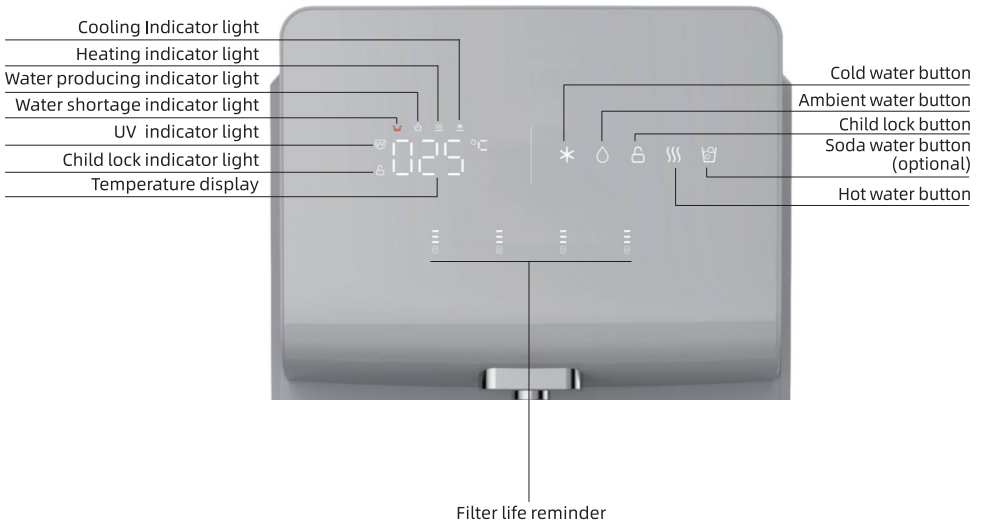 Cooling Indicator light
Heating indicator light
Water producing indicator light
Water shortage indicator light
UV indicator light
Child lock indicator light
Temperature display
UV
025 °C
Cold water button
Ambient water button
Child lock button
Soda water button
(optional)
Hot water button
Filter life reminder